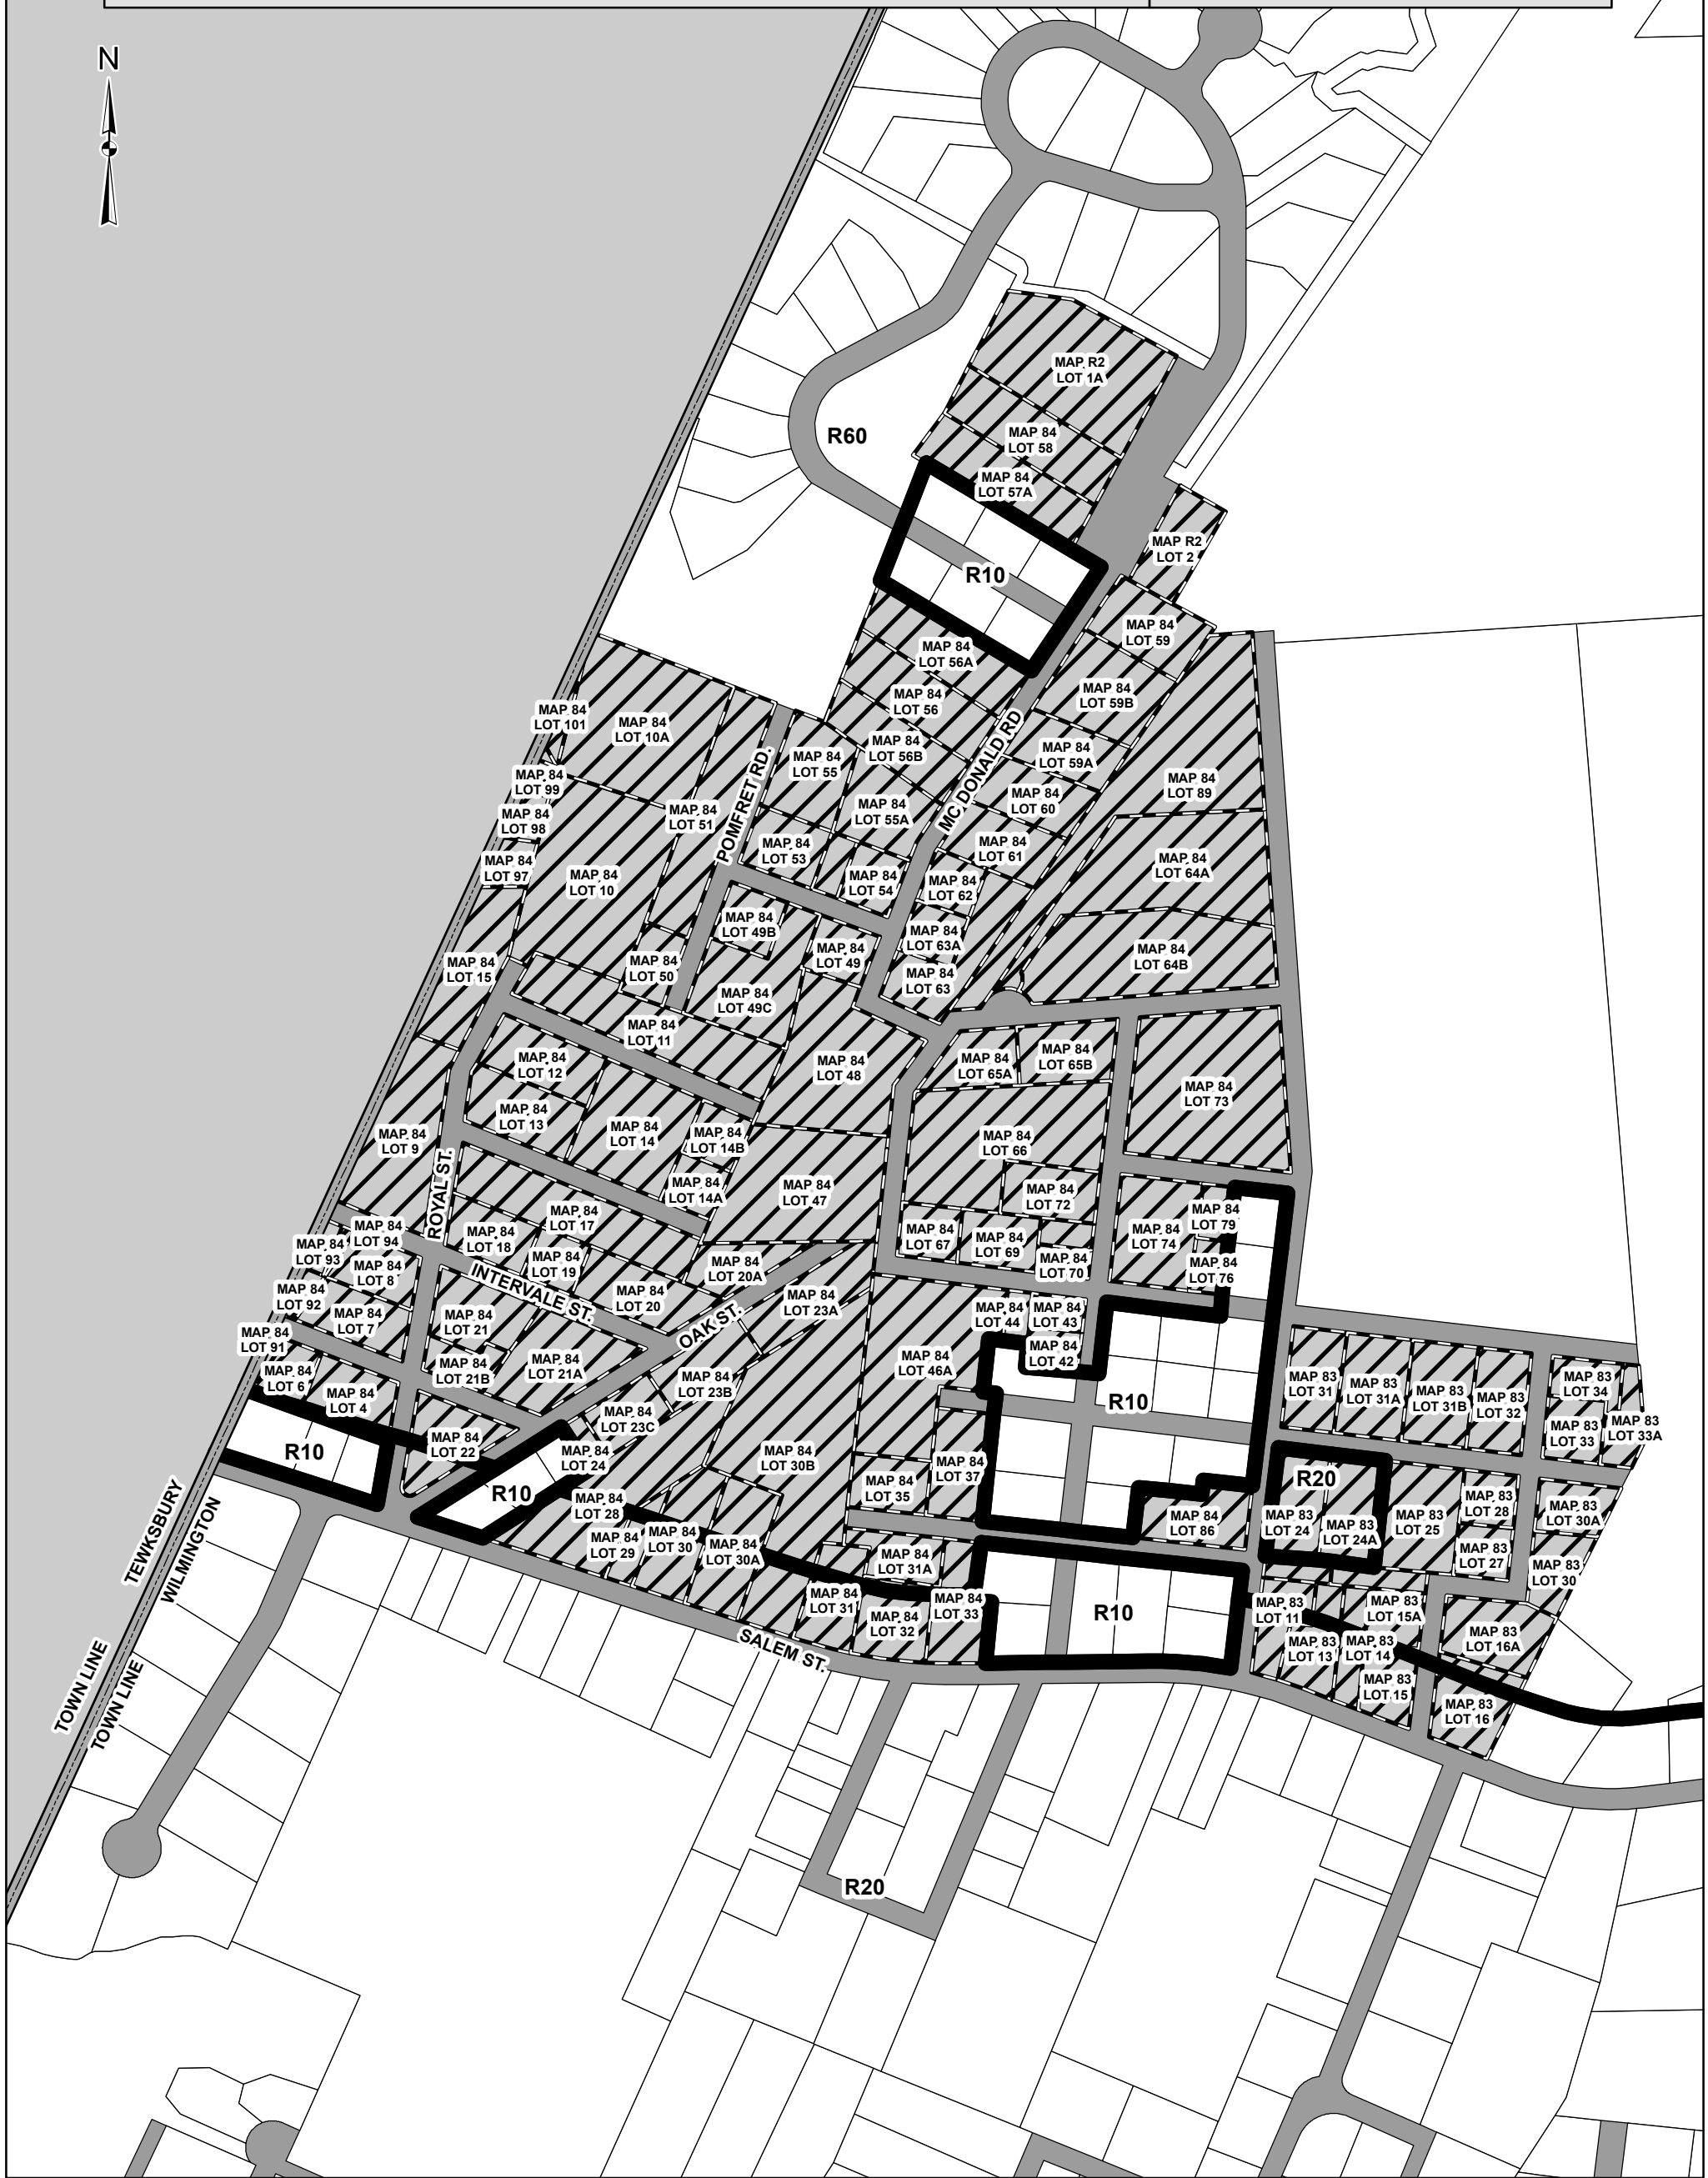 N
MAP R2
LOT 1A
R60
MAP 84
LOT 58
MAP 84
LOT 57A
MAP R2
LOT 2
R10
MAP 84
LOT 59
MAP 84
LOT 56A
MAP 84
LOT 59B
MAP 84
LOT 56
MAP 84
LOT 101
MAP 84
LOT 10A
MAP 84
LOT 56B
MAP 84
LOT 59A
MC DONALD RD
MAP 84
LOT 55
MAP 84
LOT 99
MAP 84
LOT 89
MAP 84
LOT 60
MAP 84
LOT 51
POMFRET RD.
MAP 84
LOT 55A
MAP 84
LOT 98
MAP 84
LOT 53
MAP 84
LOT 61
MAP 84
LOT 64A
MAP 84
LOT 97
MAP 84
LOT 10
MAP 84
LOT 54
MAP 84
LOT 62
MAP 84
LOT 49B
MAP 84
LOT 63A
MAP 84
LOT 49
MAP 84
LOT 64B
MAP 84
LOT 15
MAP 84
LOT 50
MAP 84
LOT 63
MAP 84
LOT 49C
MAP 84
LOT 11
MAP 84
LOT 12
MAP 84
LOT 48
MAP 84
LOT 65A
MAP 84
LOT 65B
MAP 84
LOT 73
MAP 84
LOT 13
MAP 84
LOT 14
MAP 84
LOT 14B
MAP 84
LOT 9
MAP 84
LOT 66
MAP 84
LOT 14A
MAP 84
LOT 47
MAP 84
LOT 72
ROYAL ST.
MAP 84
LOT 17
MAP 84
LOT 79
MAP 84
LOT 94
MAP 84
LOT 18
MAP 84
LOT 67
MAP 84
LOT 69
MAP 84
LOT 74
MAP 84
LOT 93
MAP 84
LOT 19
MAP 84
LOT 8
MAP 84
LOT 20A
MAP 84
LOT 70
MAP 84
LOT 76
INTERVALE ST.
MAP 84
LOT 92
MAP 84
LOT 20
MAP 84
LOT 23A
MAP 84
LOT 7
MAP 84
LOT 21
OAK ST.
MAP 84
LOT 44
MAP 84
LOT 43
MAP 84
LOT 91
MAP 84
LOT 42
MAP 84
LOT 6
MAP 84
LOT 21B
MAP 84
LOT 21A
MAP 84
LOT 46A
MAP 84
LOT 4
MAP 84
LOT 23B
MAP 83
LOT 31
MAP 83
LOT 31A
MAP 83
LOT 31B
MAP 83
LOT 32
MAP 83
LOT 34
R10
MAP 84
LOT 23C
MAP 83
LOT 33
MAP 83
LOT 33A
R10
MAP 84
LOT 22
MAP 84
LOT 24
MAP 84
LOT 30B
MAP 84
LOT 37
R20
R10
MAP 84
LOT 35
MAP 84
LOT 28
MAP 84
LOT 86
MAP 83
LOT 24
MAP 83
LOT 24A
MAP 83
LOT 25
MAP 83
LOT 28
MAP 83
LOT 30A
MAP 84
LOT 29
MAP 84
LOT 30
MAP 84
LOT 30A
MAP 84
LOT 31A
MAP 83
LOT 27
MAP 83
LOT 30
TEWKSBURY
WILMINGTON
MAP 84
LOT 31
MAP 84
LOT 32
MAP 84
LOT 33
R10
MAP 83
LOT 11
MAP 83
LOT 15A
MAP 83
LOT 13
MAP 83
LOT 14
MAP 83
LOT 16A
SALEM ST.
MAP 83
LOT 15
MAP 83
LOT 16
TOWN LINE
TOWN LINE
R20